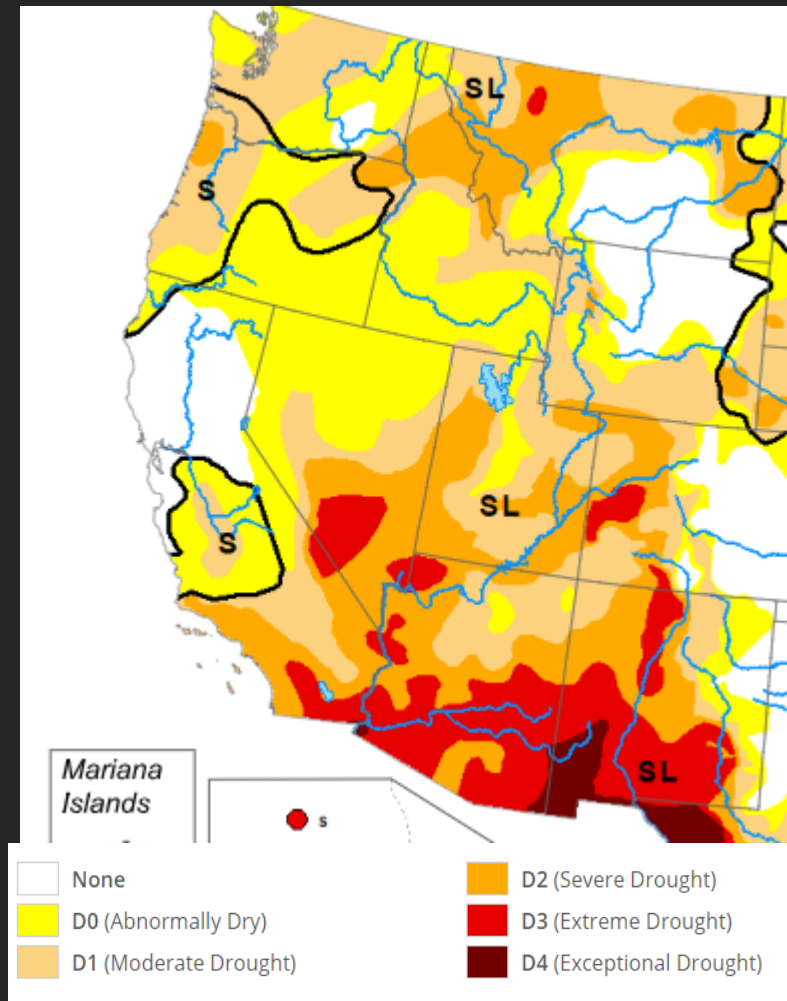 SL
S
SL
S
SL
Mariana
Islands
s
None
D0 (Abnormally Dry)
D1 (Moderate Drought)
D2 (Severe Drought)
D3 (Extreme Drought)
D4 (Exceptional Drought)